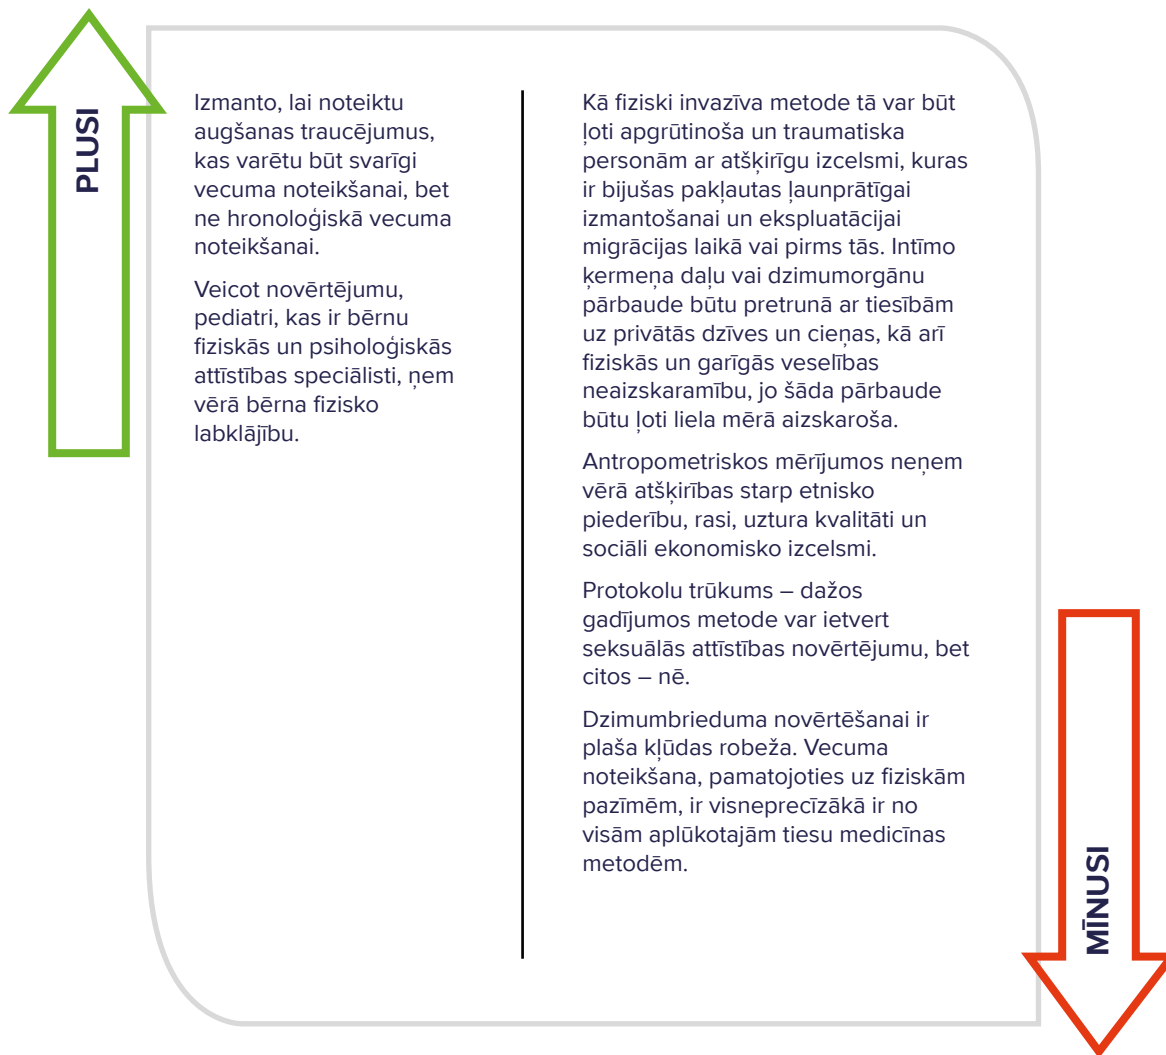 PLUSI
Izmanto, lai noteiktu
augšanas traucējumus,
kas varētu būt svarīgi
vecuma noteikšanai, bet
ne hronoloģiskā vecuma
noteikšanai.
Veicot novērtējumu,
pediatri, kas ir bērnu
fiziskās un psiholoģiskās
attīstības speciālisti, ņem
vērā bērna fizisko
labklājību.
Kā fiziski invazīva metode tā var būt
ļoti apgrūtinoša un traumatiska
personām ar atšķirīgu izcelsmi, kuras
ir bijušas pakļautas ļaunprātīgai
izmantošanai un ekspluatācijai
migrācijas laikā vai pirms tās. Intīmo
ķermeņa daļu vai dzimumorgānu
pārbaude būtu pretrunā ar tiesībām
uz privātās dzīves un cieņas, kā arī
fiziskās un garīgās veselības
neaizskaramību, jo šāda pārbaude
būtu ļoti liela mērā aizskaroša.
Antropometriskos mērījumos neņem
vērā atšķirības starp etnisko
piederību, rasi, uztura kvalitāti un
sociāli ekonomisko izcelsmi.
Protokolu trūkums – dažos
gadījumos metode var ietvert
seksuālās attīstības novērtējumu, bet
citos – nē.
Dzimumbrieduma novērtēšanai ir
plaša kļūdas robeža. Vecuma
noteikšana, pamatojoties uz fiziskām
pazīmēm, ir visneprecīzākā ir no
visām aplūkotajām tiesu medicīnas
metodēm.
MĪNUSI